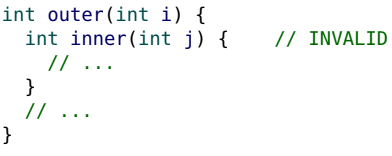 int outer(int i) {
  int inner(int j) {    // INVALID
    // ...
  }
  // ...
}